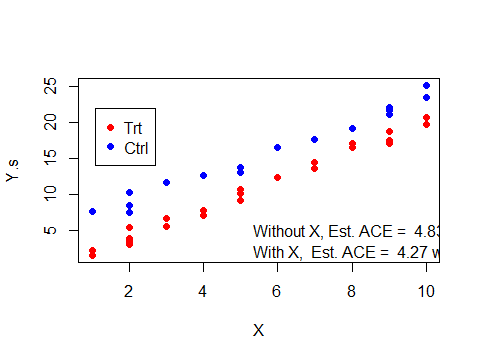 25
20
15
10
5
Y.s
Trt
Ctrl
Without X, Est. ACE = 4.83
With X, Est. ACE = 4.27 w
2 4 6 8 10
X